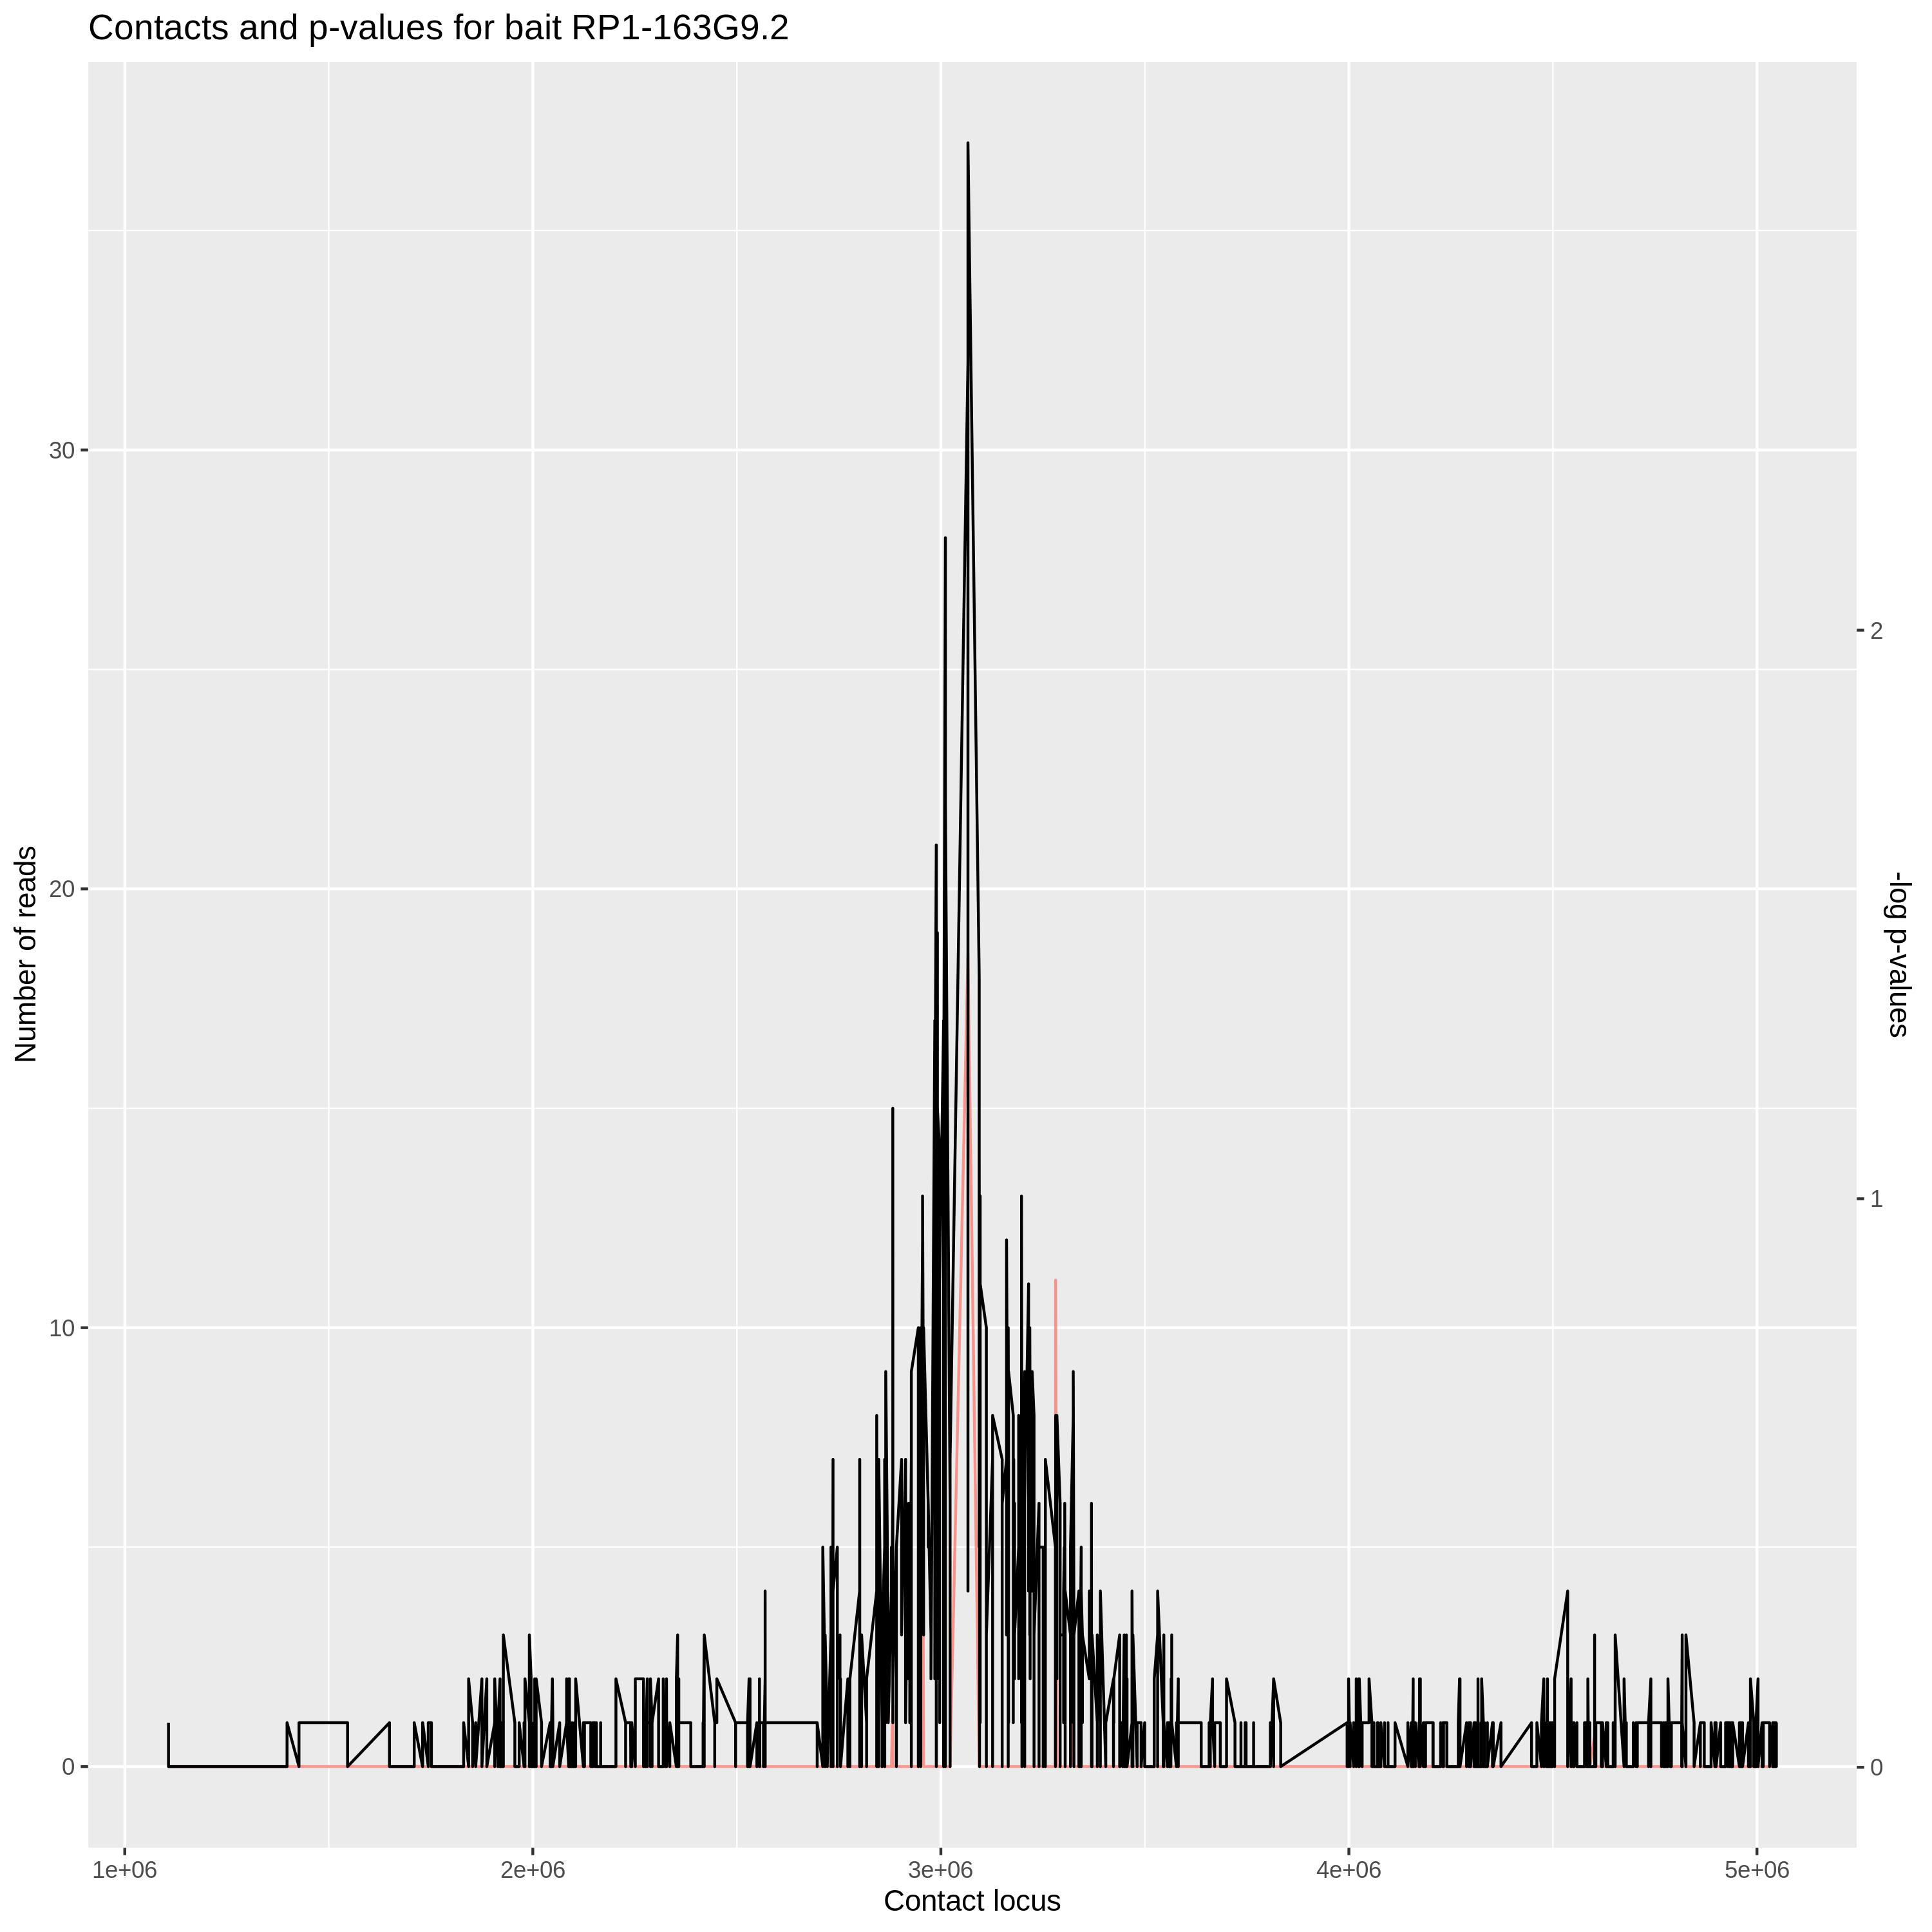 Contacts and p-values for bait RP1-163G9.2
30
20
10
0
Number of reads
2
1
0
-log p-values
1e+06
2e+06
3e+06
4e+06
5e+06
Contact locus